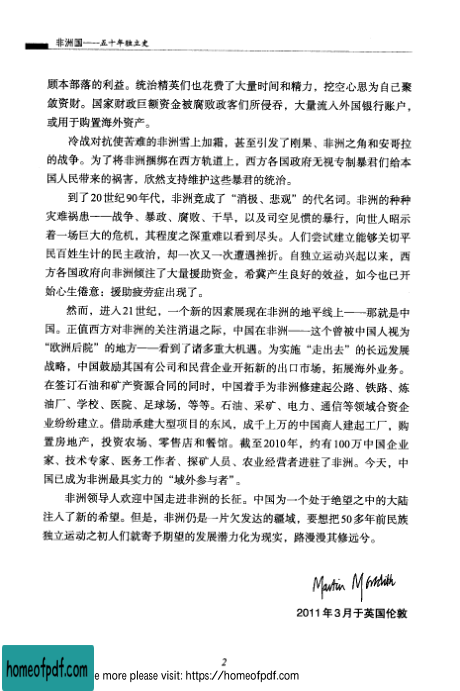 非洲国——五十年独立史
顾本部落的利益。统治精英们也花费了大量时间和精力，挖空心思为自己聚
敛资财。国家财政巨额资金被腐败政客们所侵吞，大量流入外国银行账户，
或用于购置海外资产。
冷战对抗使苦难的非洲雪上加霜，甚至引发了刚果、非洲之角和安哥拉
的战争。为了将非洲捆绑在西方轨道上，西方各国政府无视专制暴君们给本
国人民带来的祸害，欣然支持维护这些暴君的统治。
到了20世纪90年代，非洲竟成了“消极、悲观”的代名词。非洲的种种
灾难祸患——战争、暴政、腐败、干旱，以及司空见惯的暴行，向世人昭示
着一场巨大的危机，其程度之深重难以看到尽头。人们尝试建立能够关切平
民百姓生计的民主政治，却一次又一次遭遇挫折。自独立运动兴起以来，西
方各国政府向非洲倾注了大量援助资金，希冀产生良好的效益，如今也已开
始心生倦意：援助疲劳症出现了。
然而，进入21世纪，一个新的因素展现在非洲的地平线上——那就是中
国。正值西方对非洲的关注消退之际，中国在非洲——这个曾被中国人视为
“欧洲后院”的地方——看到了诸多重大机遇。为实施“走出去”的长远发展
战略，中国鼓励其国有公司和民营企业开拓新的出口市场，拓展海外业务。
在签订石油和矿产资源合同的同时，中国着手为非洲修建起公路、铁路、炼
油厂、学校、医院、足球场，等等。石油、采矿、电力、通信等领域合资企
业纷纷建立。借助承建大型项目的东风，成千上万的中国商人建起工厂，购
置房地产，投资农场、零售店和餐馆。截至2010年，约有100万中国企业
家、技术专家、医务工作者、探矿人员、农业经营者进驻了非洲。今天，中
国已成为非洲最具实力的“域外参与者”。
非洲领导人欢迎中国走进非洲的长征。中国为一个处于绝望之中的大陆
注入了新的希望。但是，非洲仍是一片欠发达的疆域，要想把50多年前民族
独立运动之初人们就寄予期望的发展潜力化为现实，路漫漫其修远兮。
Martin Meredith
2011年3月于英国伦敦
2
homeofpdf.com
e more please visit: https://homeofpdf.com